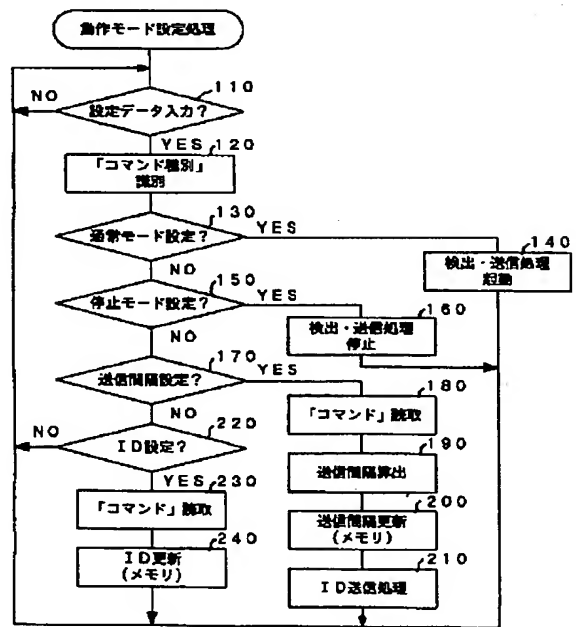 動作モード設定処理
NO
110
設定データ入力?
YES
120
「コマンド種別」
識別
130
通常モード設定?
YES
140
検出・送信処理
起動
NO
150
停止モード設定?
YES
160
検出・送信処理
停止
NO
170
送信間隔設定?
YES
180
「コマンド」読取
NO
220
NO
ID設定?
190
送信間隔算出
YES
230
「コマンド」読取
200
送信間隔更新
(メモリ)
240
ID更新
(メモリ)
210
ID送信処理